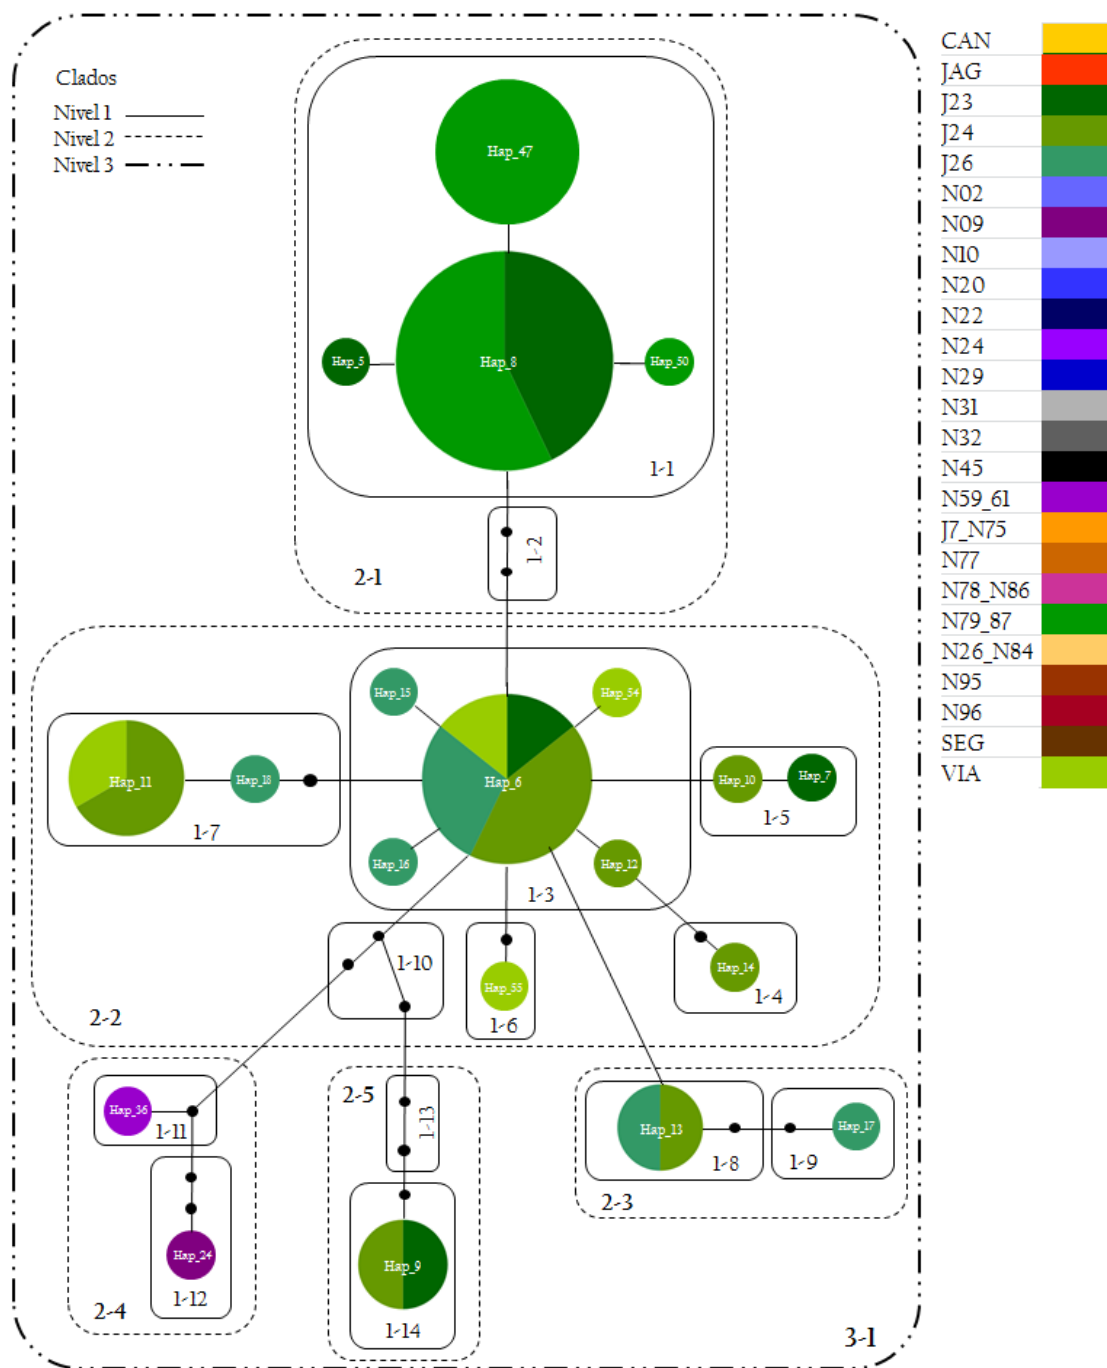 Clados
Nivel 1
Nivel 2
Nivel 3
Hap_47
Hap_5
Hap_8
Hap_50
1-1
1-2
2-1
Hap_15
Hap_54
Hap_11
Hap_18
Hap_6
Hap_10
Hap_7
1-7
1-5
Hap_16
Hap_12
1-3
1-10
Hap_14
Hap_55
1-4
1-6
2-2
2-5
Hap_36
1-11
1-13
Hap_13
Hap_17
1-8
1-9
2-3
Hap_24
Hap_9
1-12
2-4
1-14
3-1
CAN
JAG
J23
J24
J26
N02
N09
N10
N20
N22
N24
N29
N31
N32
N45
N59_61
J7_N75
N77
N78_N86
N79_87
N26_N84
N95
N96
SEG
VIA